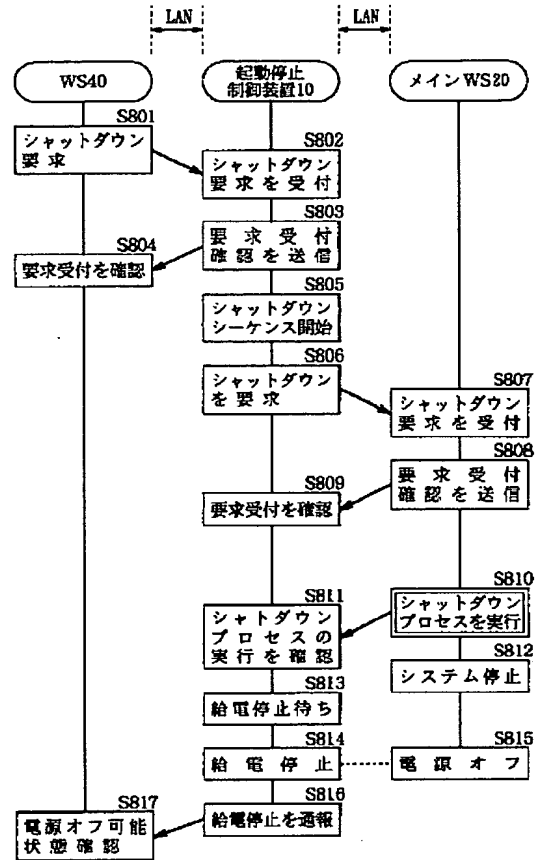 LAN
LAN
WS40
起動停止
制御装置10
メインWS20
S801
シャットダウン
要求
S802
シャットダウン
要求を受付
S803
要求受付
確認を送信
S804
要求受付を確認
S805
シャットダウン
シーケンス開始
S806
シャットダウン
を要求
S807
シャットダウン
要求を受付
S808
要求受付
確認を送信
S809
要求受付を確認
S810
シャットダウン
プロセスを実行
S811
シャトダウン
プロセスの
実行を確認
S812
システム停止
S813
給電停止待ち
S814
給電停止
S815
電源オフ
S816
給電停止を通報
S817
電源オフ可能
状態確認